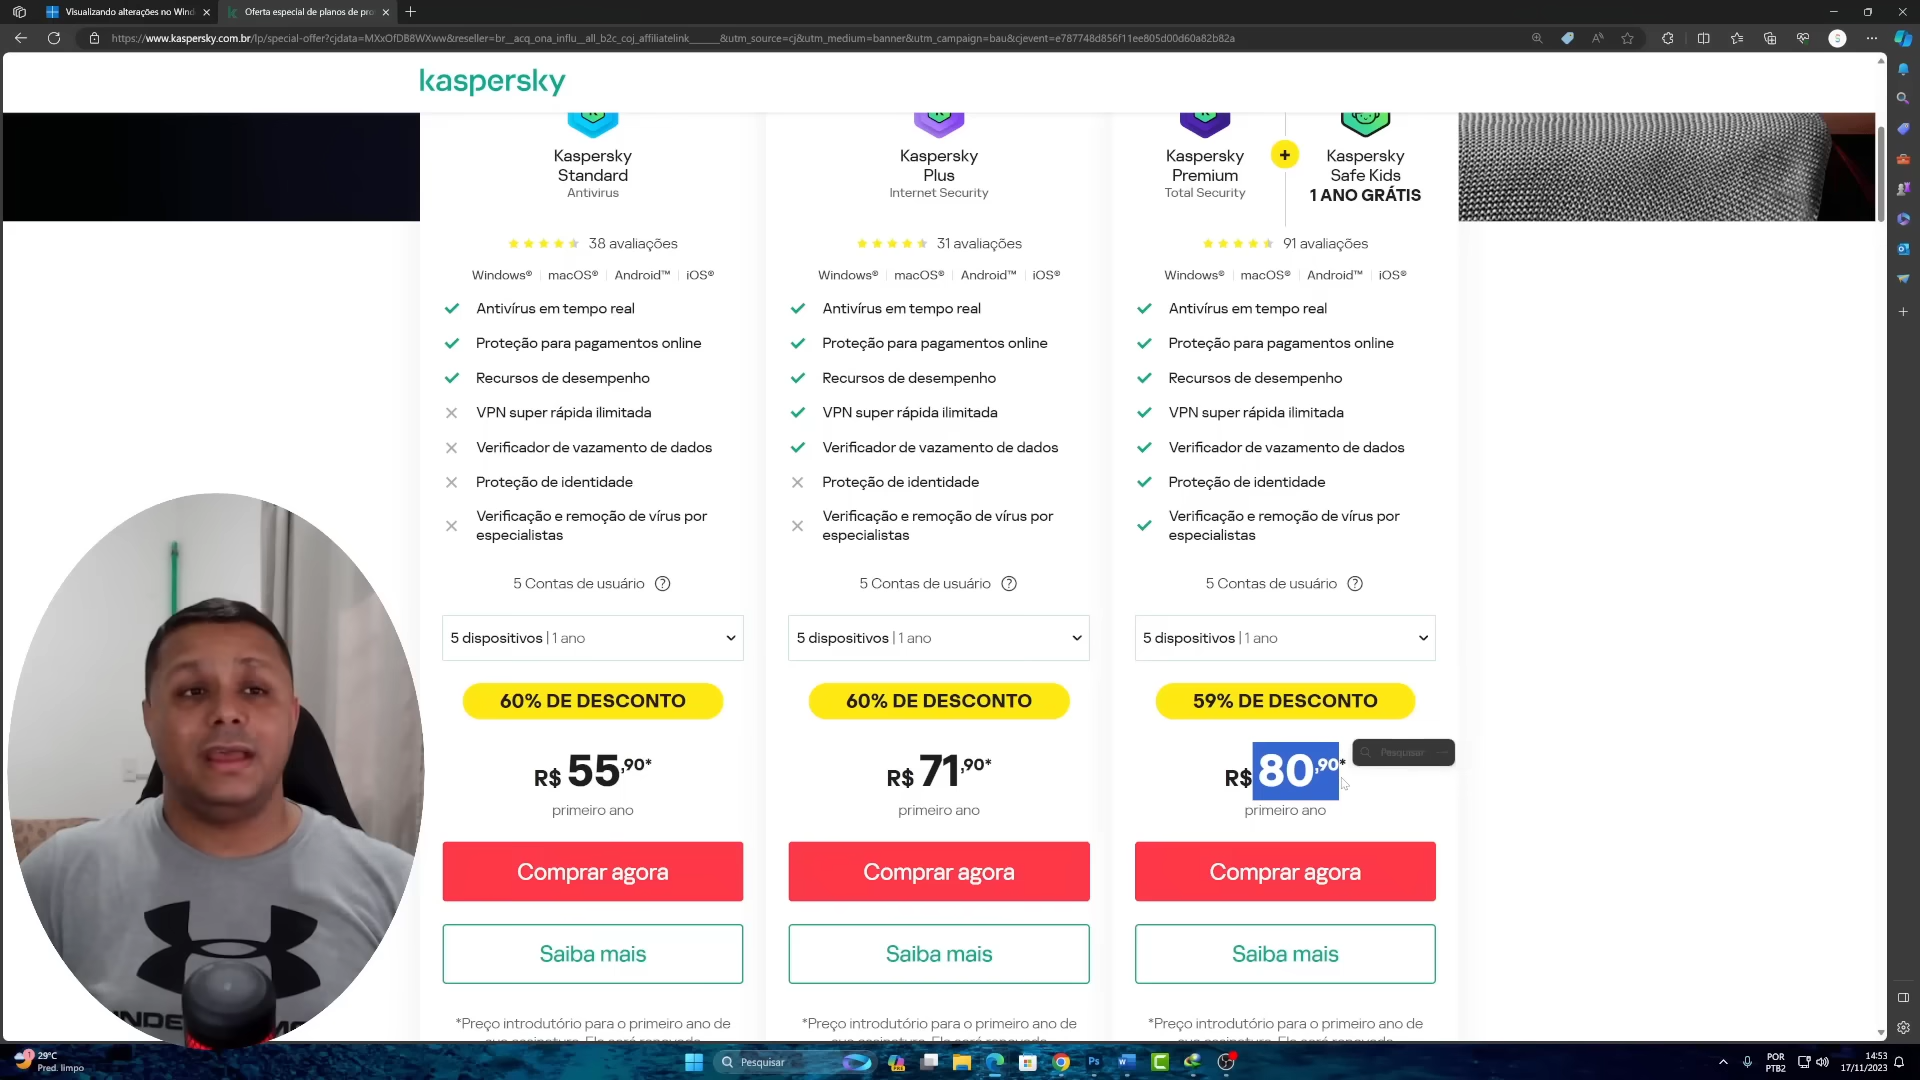 Visualizando alterações no Wind
Oferta especial de planos de pro
https://www.kaspersky.com.br/lp/special-offer?cjdata=MXxOfDB8WXww&reseller=br__acq_ona_influ__all_b2c_coj_affiliatelink______&utm_source=cj&utm_medium=banner&utm_campaign=bau&cjevent=e787748d856f11ee805d00d60a82b82a
S
kaspersky
Kaspersky
Standard
Antivirus
38 avaliações
Windows® | macOS® | Android™ | iOS®
Antivírus em tempo real
Proteção para pagamentos online
Recursos de desempenho
VPN super rápida ilimitada
Verificador de vazamento de dados
Proteção de identidade
Verificação e remoção de vírus por
especialistas
5 Contas de usuário ?
5 dispositivos | 1 ano
60% DE DESCONTO
R$ 55,90*
primeiro ano
Comprar agora
Saiba mais
*Preço introdutório para o primeiro ano de
Kaspersky
Plus
Internet Security
31 avaliações
Windows® | macOS® | Android™ | iOS®
Antivírus em tempo real
Proteção para pagamentos online
Recursos de desempenho
VPN super rápida ilimitada
Verificador de vazamento de dados
Proteção de identidade
Verificação e remoção de vírus por
especialistas
5 Contas de usuário ?
5 dispositivos | 1 ano
60% DE DESCONTO
R$ 71,90*
primeiro ano
Comprar agora
Saiba mais
*Preço introdutório para o primeiro ano de
Kaspersky
Premium
Total Security
+
Kaspersky
Safe Kids
1 ANO GRÁTIS
91 avaliações
Windows® | macOS® | Android™ | iOS®
Antivírus em tempo real
Proteção para pagamentos online
Recursos de desempenho
VPN super rápida ilimitada
Verificador de vazamento de dados
Proteção de identidade
Verificação e remoção de vírus por
especialistas
5 Contas de usuário ?
5 dispositivos | 1 ano
59% DE DESCONTO
R$ 80,90*
Pesquisar
primeiro ano
Comprar agora
Saiba mais
*Preço introdutório para o primeiro ano de
29°C
Pred. limpo
Pesquisar
POR
PTB2
14:53
17/11/2023